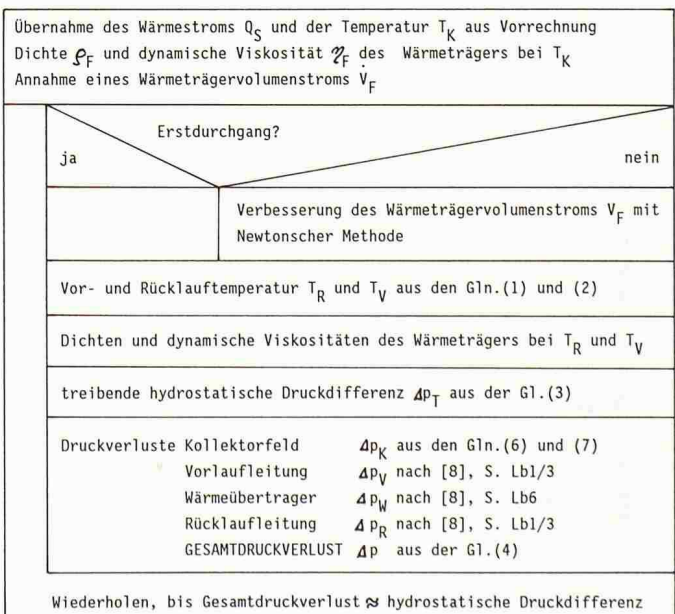 Übernahme des Wärmestroms Q_S und der Temperatur T_K aus Vorrechnung
Dichte ϱ_F und dynamische Viskosität η_F des Wärmeträgers bei T_K
Annahme eines Wärmeträgervolumenstroms V̇_F
Erstdurchgang?
ja nein
Verbesserung des Wärmeträgervolumenstroms V_F mit
Newtonscher Methode
Vor- und Rücklauftemperatur T_R und T_V aus den Gln.(1) und (2)
Dichten und dynamische Viskositäten des Wärmeträgers bei T_R und T_V
treibende hydrostatische Druckdifferenz Δp_T aus der Gl.(3)
Druckverluste Kollektorfeld Δp_K aus den Gln.(6) und (7)
Vorlaufleitung Δp_V nach [8], S. Lb1/3
Wärmeübertrager Δp_W nach [8], S. Lb6
Rücklaufleitung Δp_R nach [8], S. Lb1/3
GESAMTDRUCKVERLUST Δp aus der Gl.(4)
Wiederholen, bis Gesamtdruckverlust ≈ hydrostatische Druckdifferenz